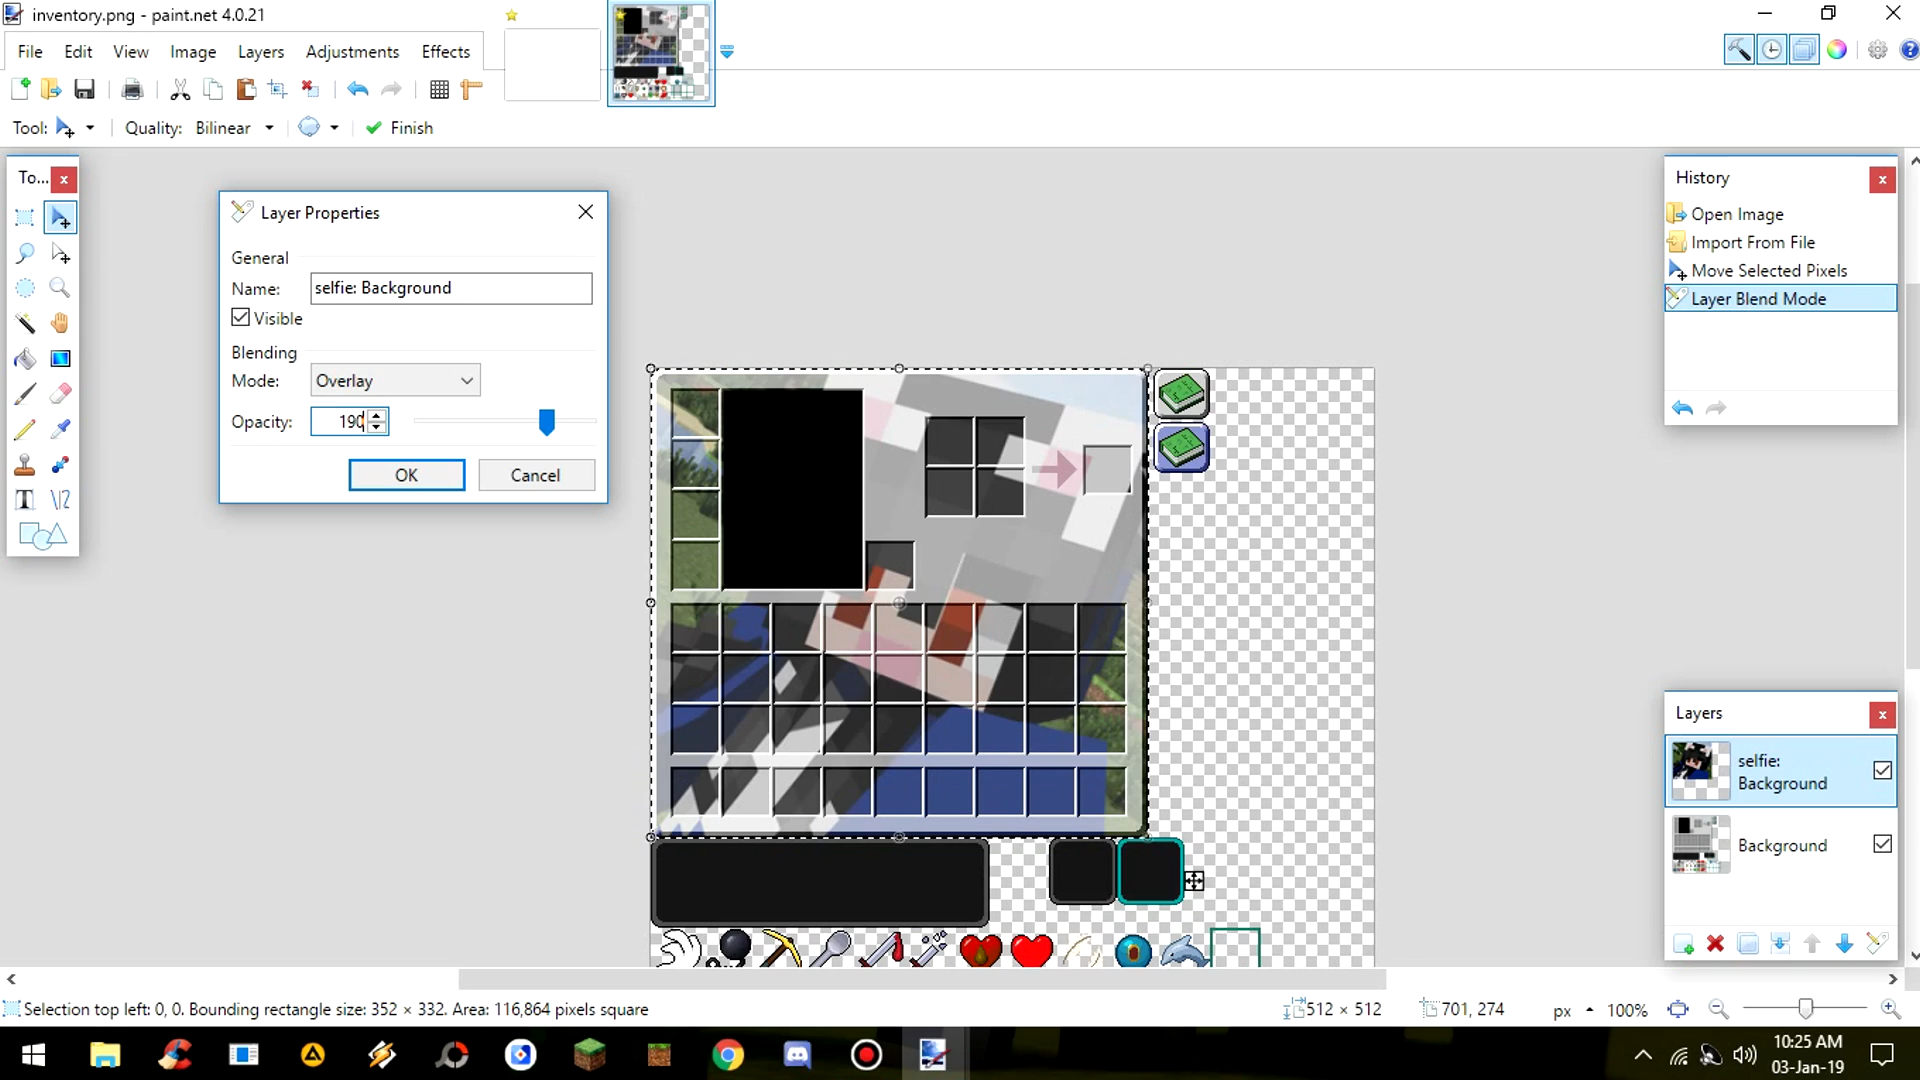 inventory.png - paint.net 4.0.21
File Edit View Image Layers Adjustments Effects
Tool: Quality: Bilinear Finish
To...
Layer Properties
General
Name: selfie: Background
Visible
Blending
Mode: Overlay
Opacity: 190
OK Cancel
History
Open Image
Import From File
Move Selected Pixels
Layer Blend Mode
Layers
selfie:
Background
Background
Selection top left: 0, 0. Bounding rectangle size: 352 × 332. Area: 116,864 pixels square
512 × 512
701, 274
px
100%
10:25 AM
03-Jan-19